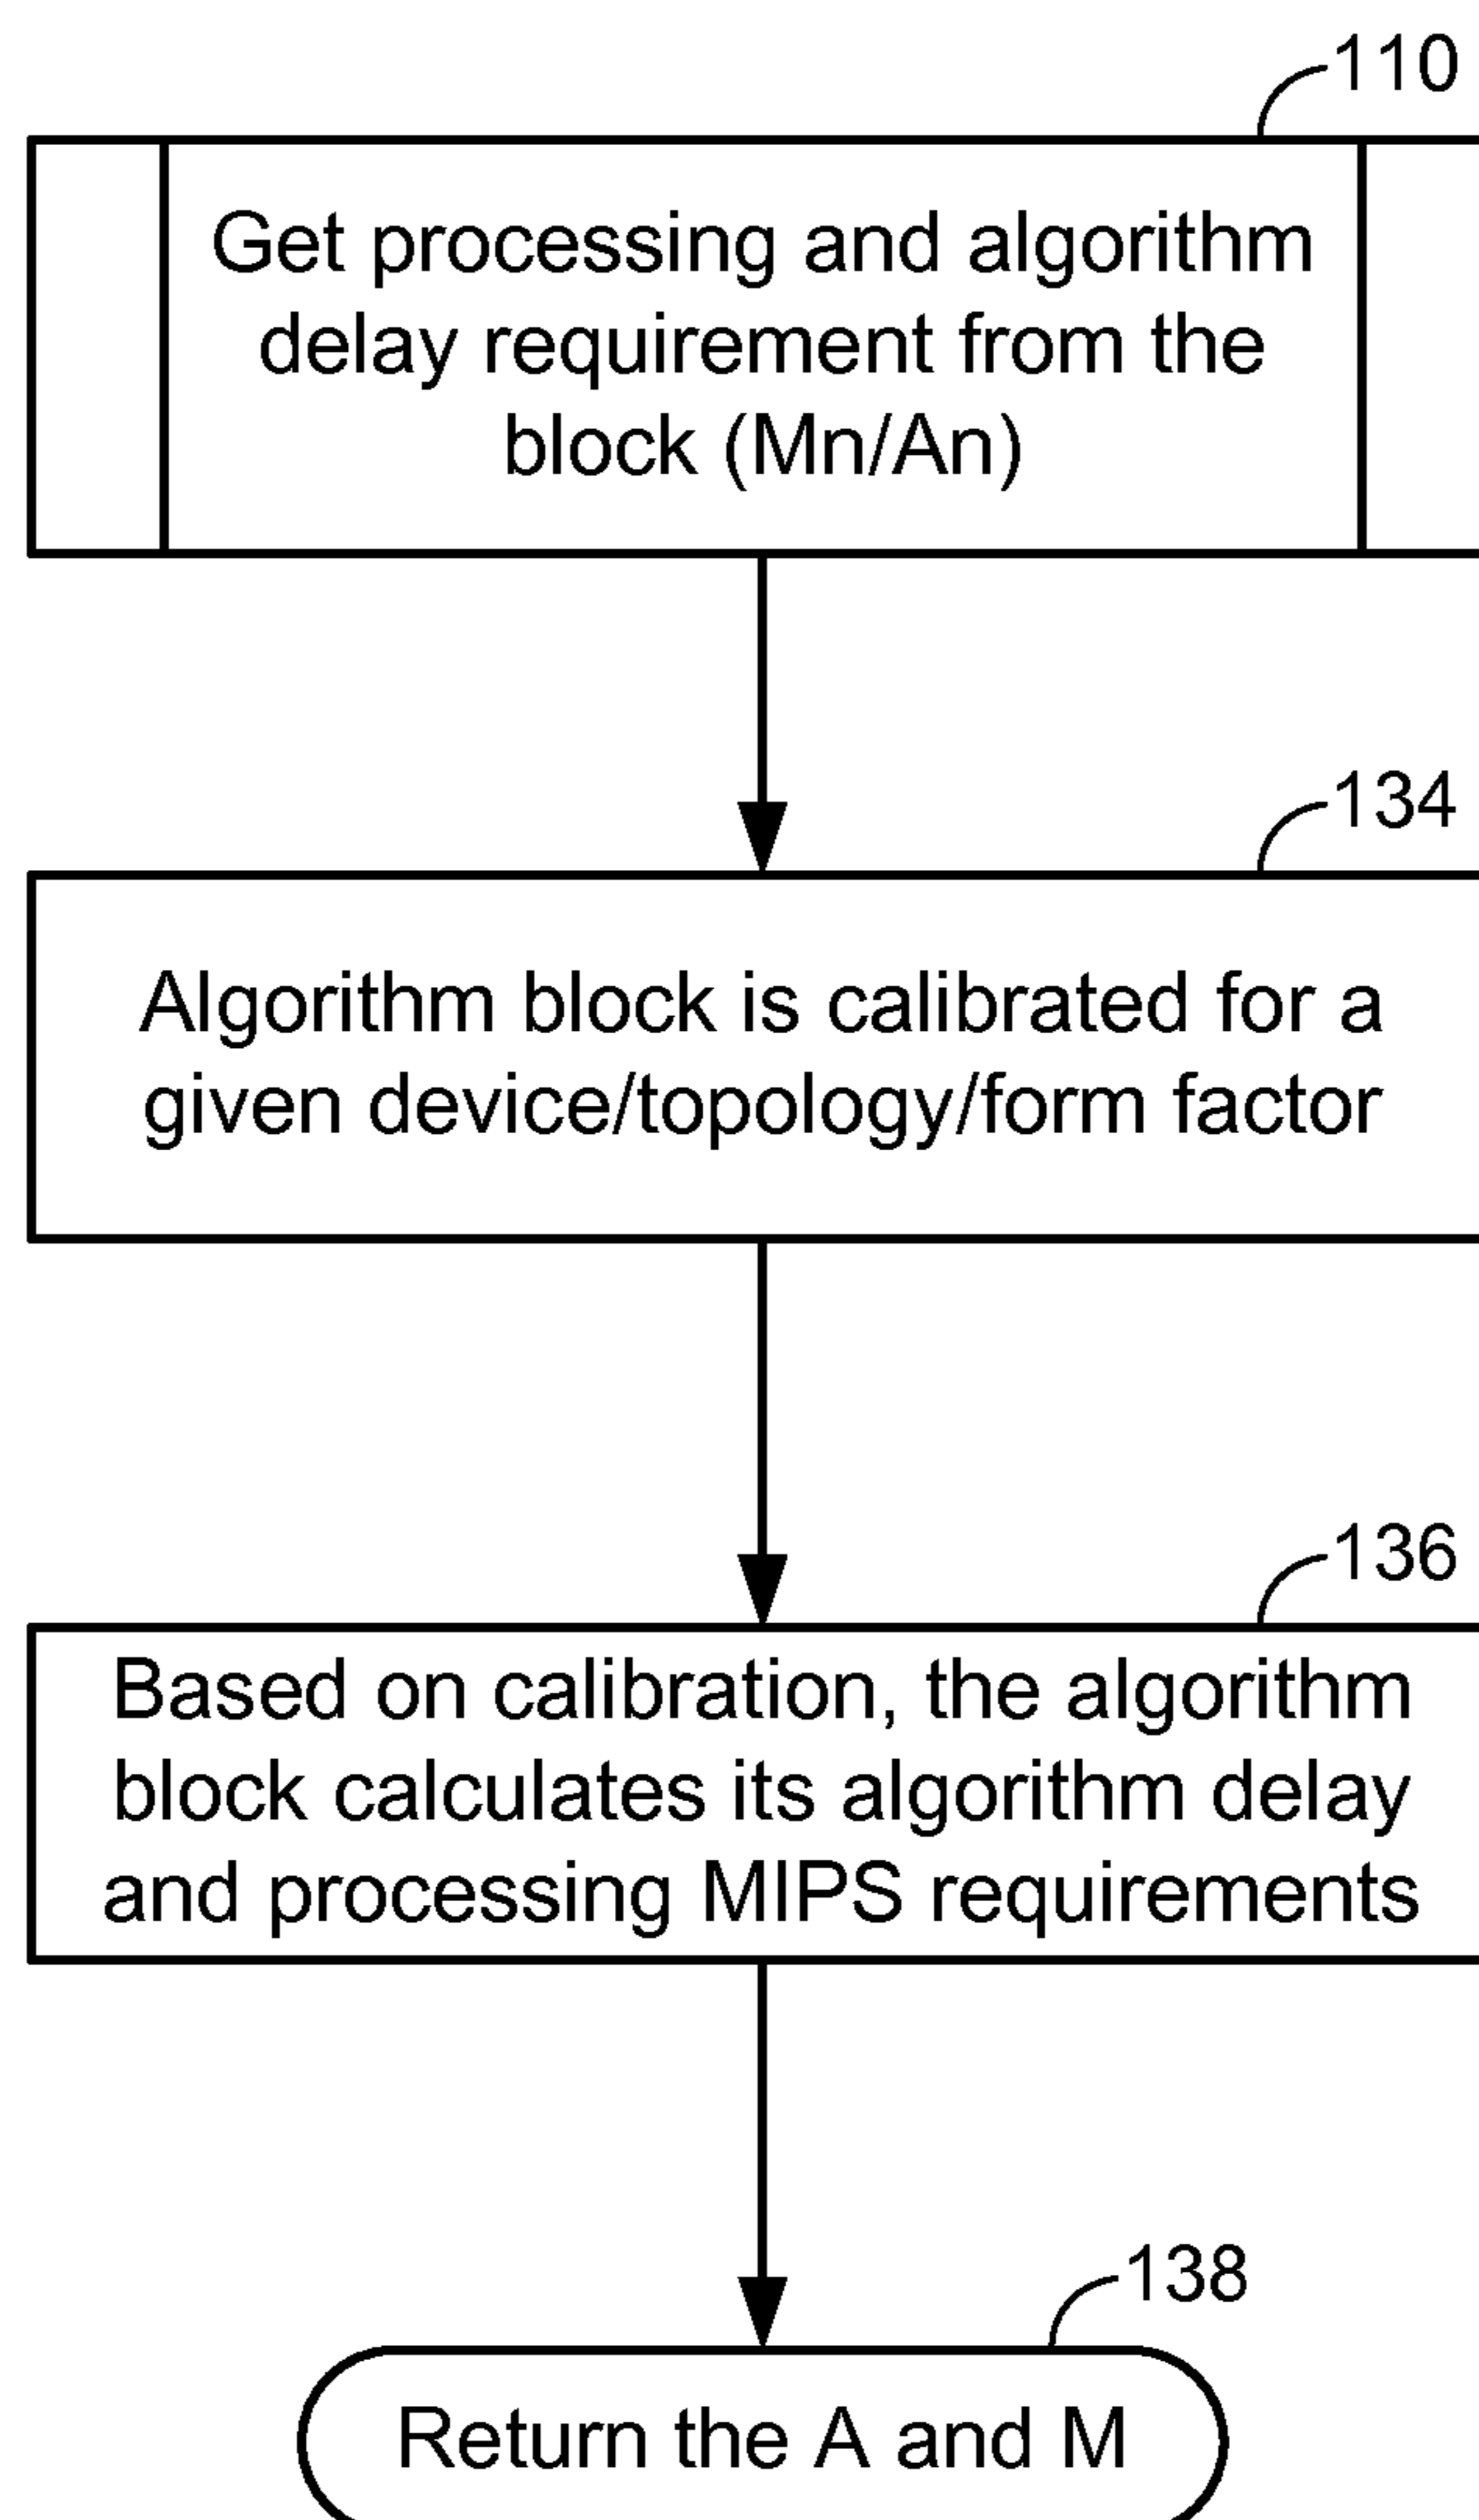 110
Get processing and algorithm
delay requirement from the
block (Mn/An)
134
Algorithm block is calibrated for a
given device/topology/form factor
136
Based on calibration, the algorithm
block calculates its algorithm delay
and processing MIPS requirements
138
Return the A and M